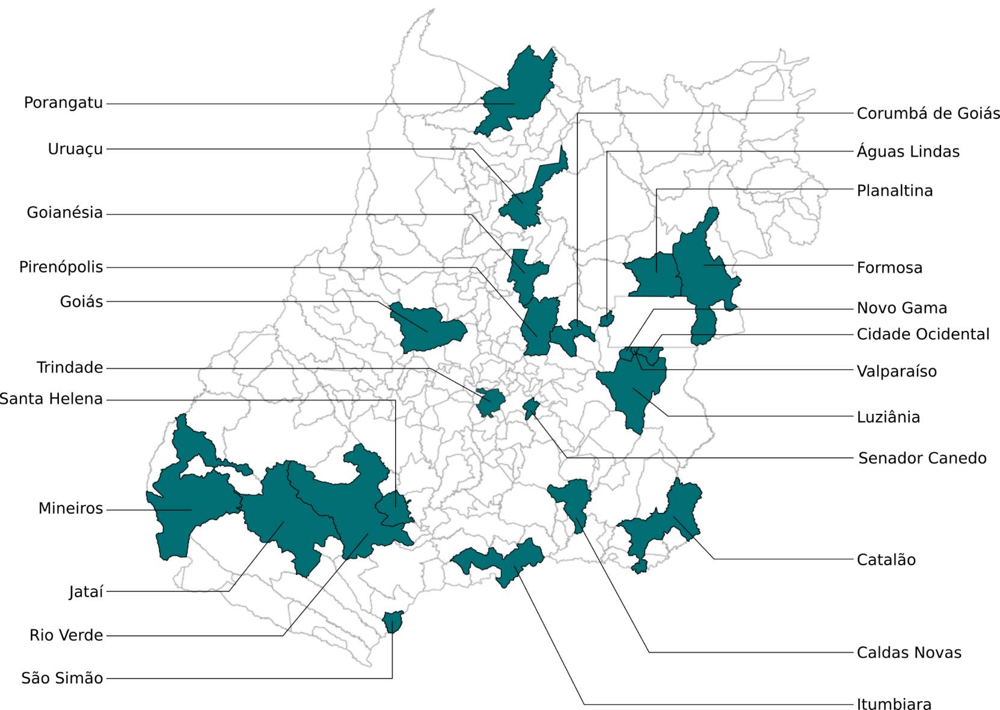 Porangatu
Uruaçu
Goianésia
Pirenópolis
Goiás
Trindade
Santa Helena
Mineiros
Jataí
Rio Verde
São Simão
Corumbá de Goiás
Águas Lindas
Planaltina
Formosa
Novo Gama
Cidade Ocidental
Valparaíso
Luziânia
Senador Canedo
Catalão
Caldas Novas
Itumbiara